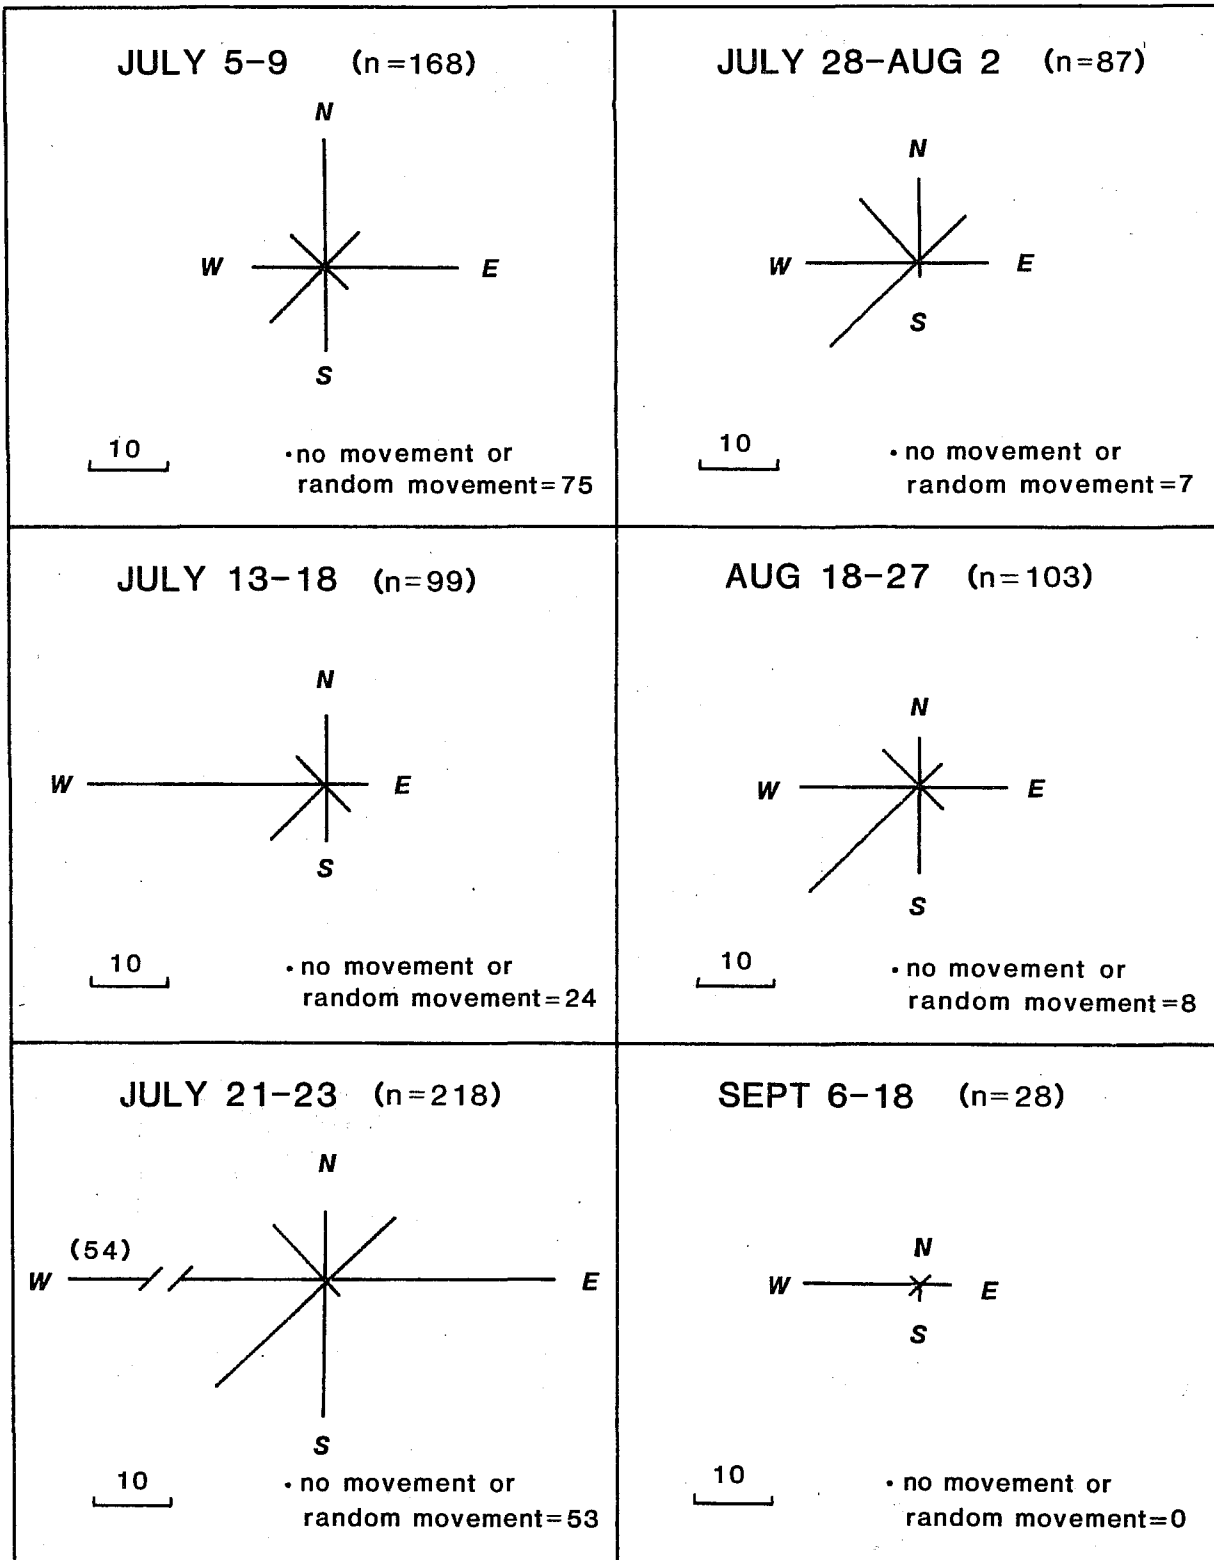 JULY 5-9 (n=168)
N
W E
S
10
•no movement or
random movement=75
JULY 28-AUG 2 (n=87)
N
W E
S
10
•no movement or
random movement=7
JULY 13-18 (n=99)
N
W E
S
10
•no movement or
random movement=24
AUG 18-27 (n=103)
N
W E
S
10
•no movement or
random movement=8
JULY 21-23 (n=218)
N
(54)
W E
S
10
•no movement or
random movement=53
SEPT 6-18 (n=28)
N
W E
S
10
•no movement or
random movement=0